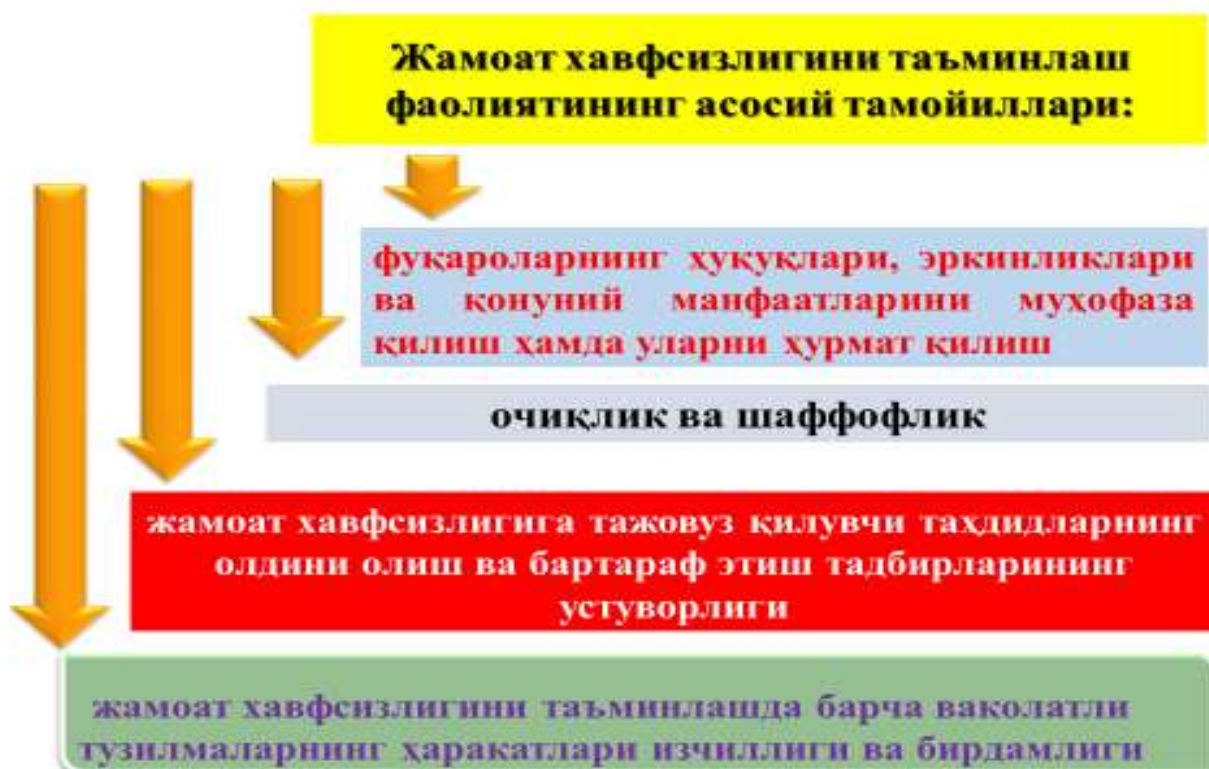 Жамоат хавфсизлигини таъминлаш
фаолиятининг асосий тамойиллари:
фуқароларнинг ҳуқуқлари, эркинликлари
ва қонуний манфаатларини муҳофаза
қилиш ҳамда уларни ҳурмат қилиш
очиқлик ва шаффофлик
жамоат хавфсизлигига тажовуз қилувчи таҳдидларнинг
олдини олиш ва бартараф этиш тадбирларининг
устуворлиги
жамоат хавфсизлигини таъминлашда барча ваколатли
тузилмаларнинг ҳаракатлари изчиллиги ва бирдамлиги